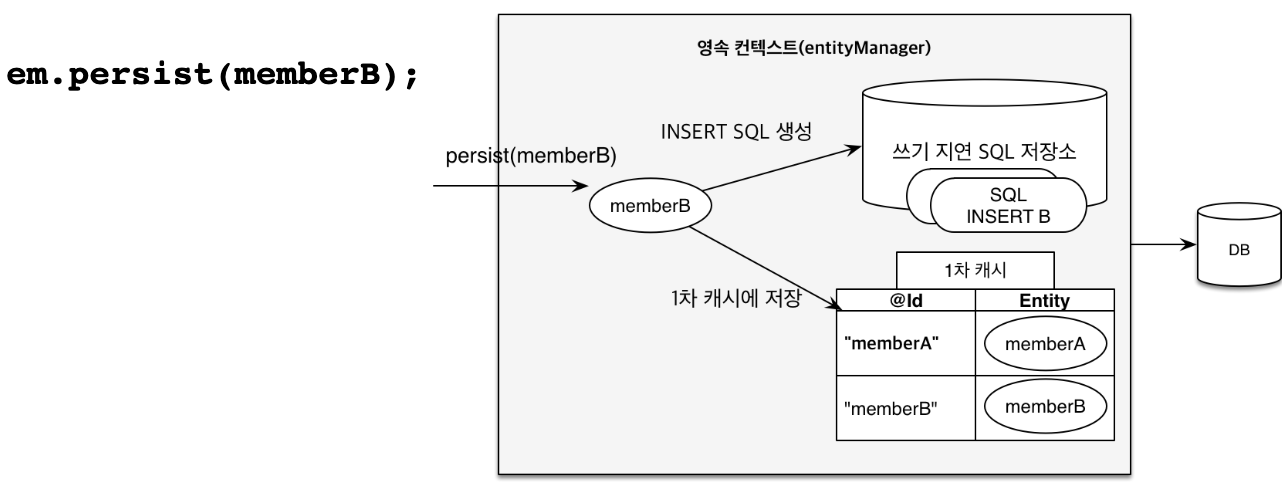 em.persist(memberB);
영속 컨텍스트(entityManager)
INSERT SQL 생성
persist(memberB)
쓰기 지연 SQL 저장소
memberB
SQL
INSERT B
DB
1차 캐시
1차 캐시에 저장
@Id Entity
"memberA" memberA
"memberB" memberB